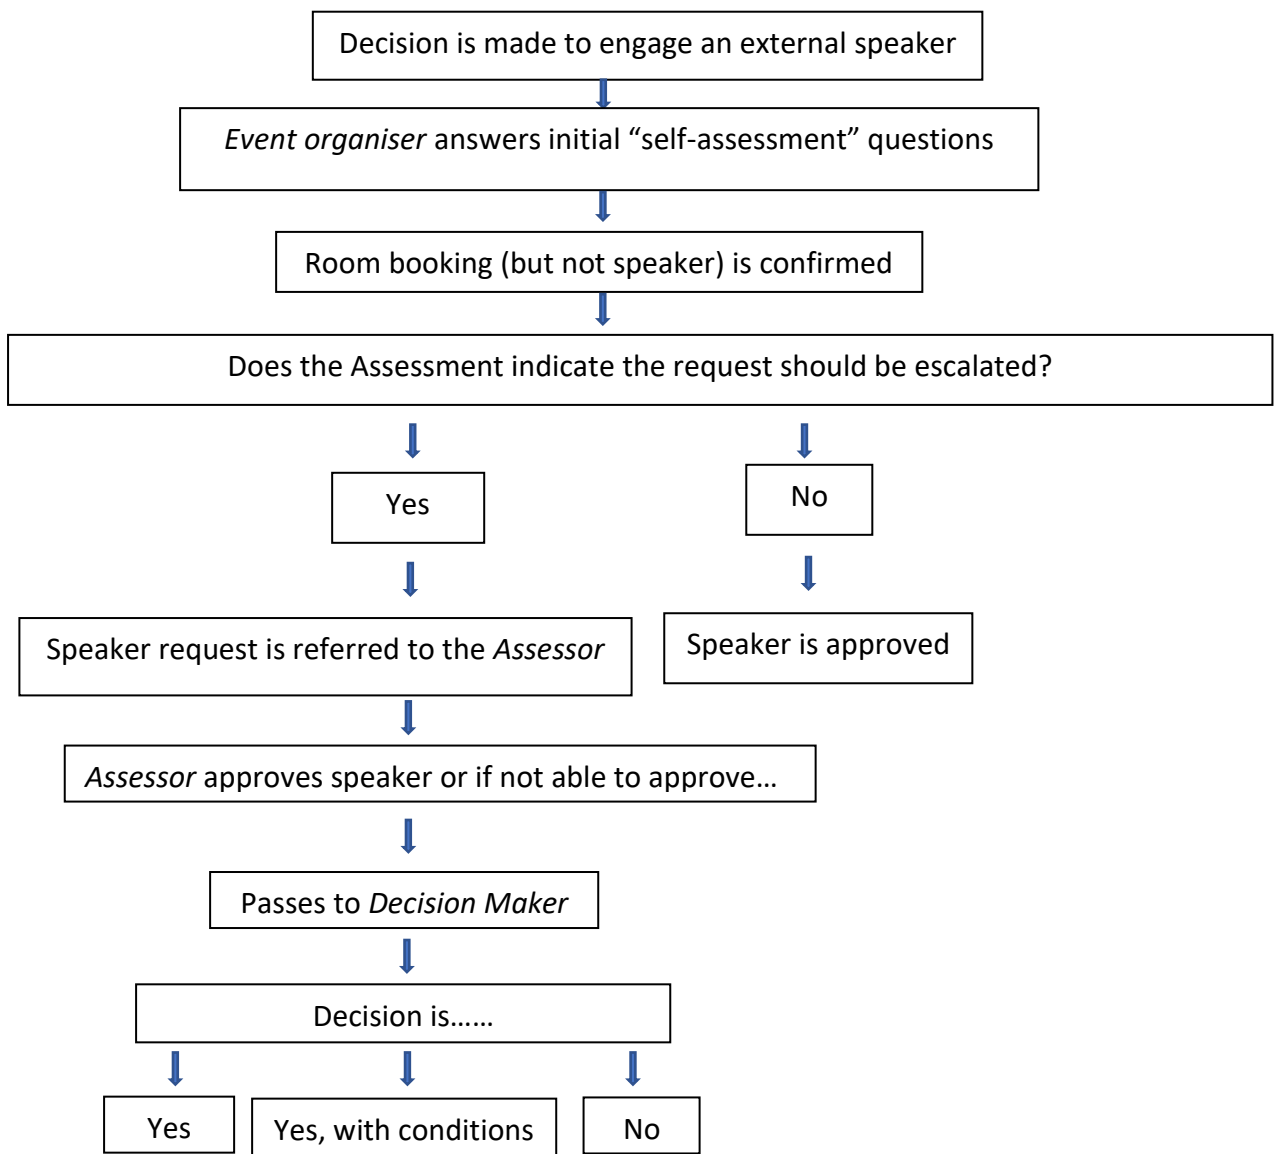 Decision is made to engage an external speaker
Event organiser answers initial “self-assessment” questions
Room booking (but not speaker) is confirmed
Does the Assessment indicate the request should be escalated?
Yes
No
Speaker request is referred to the Assessor
Speaker is approved
Assessor approves speaker or if not able to approve…
Passes to Decision Maker
Decision is……
Yes
Yes, with conditions
No